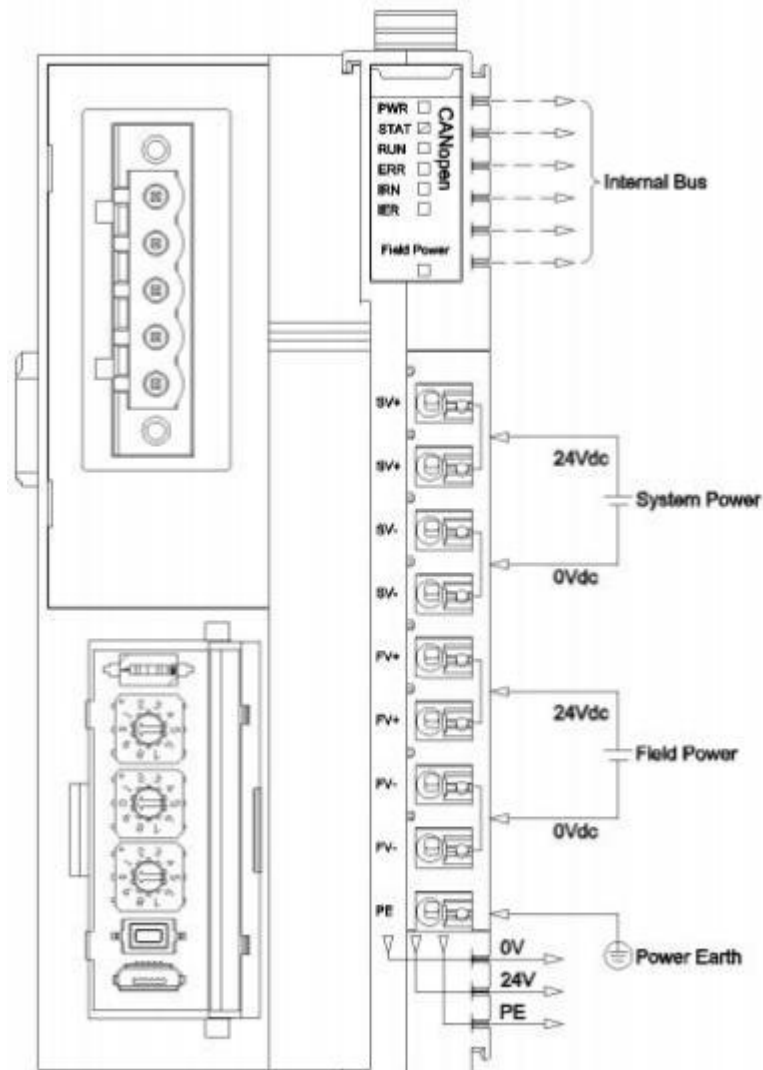 PWR
STAT
RUN
ERR
IRN
IER
CANopen
Field Power
Internal Bus
SV+
SV+
SV-
SV-
FV+
FV+
FV-
FV-
PE
24Vdc
System Power
0Vdc
24Vdc
Field Power
0Vdc
Power Earth
0V
24V
PE